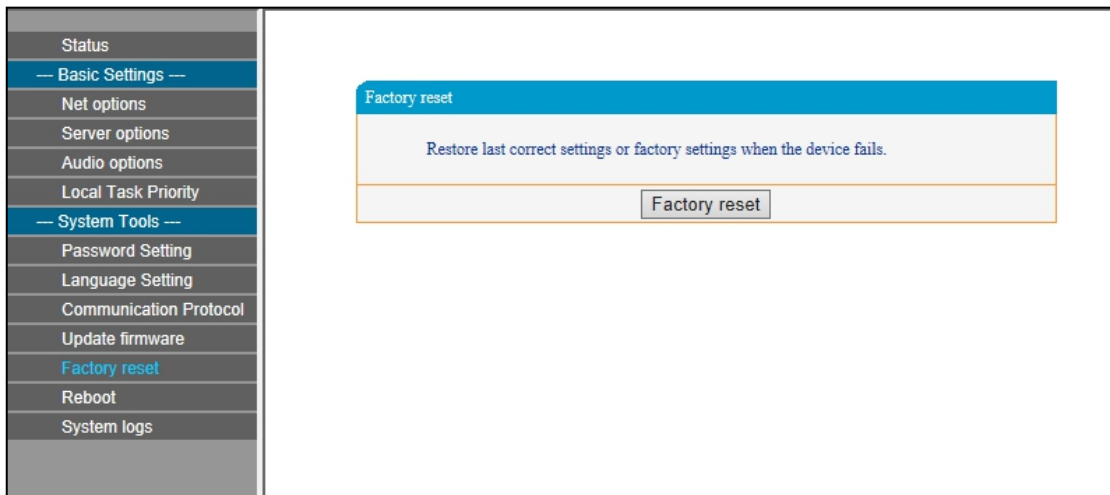 Status
--- Basic Settings ---
Net options
Server options
Audio options
Local Task Priority
--- System Tools ---
Password Setting
Language Setting
Communication Protocol
Update firmware
Factory reset
Reboot
System logs
Factory reset
Restore last correct settings or factory settings when the device fails.
Factory reset